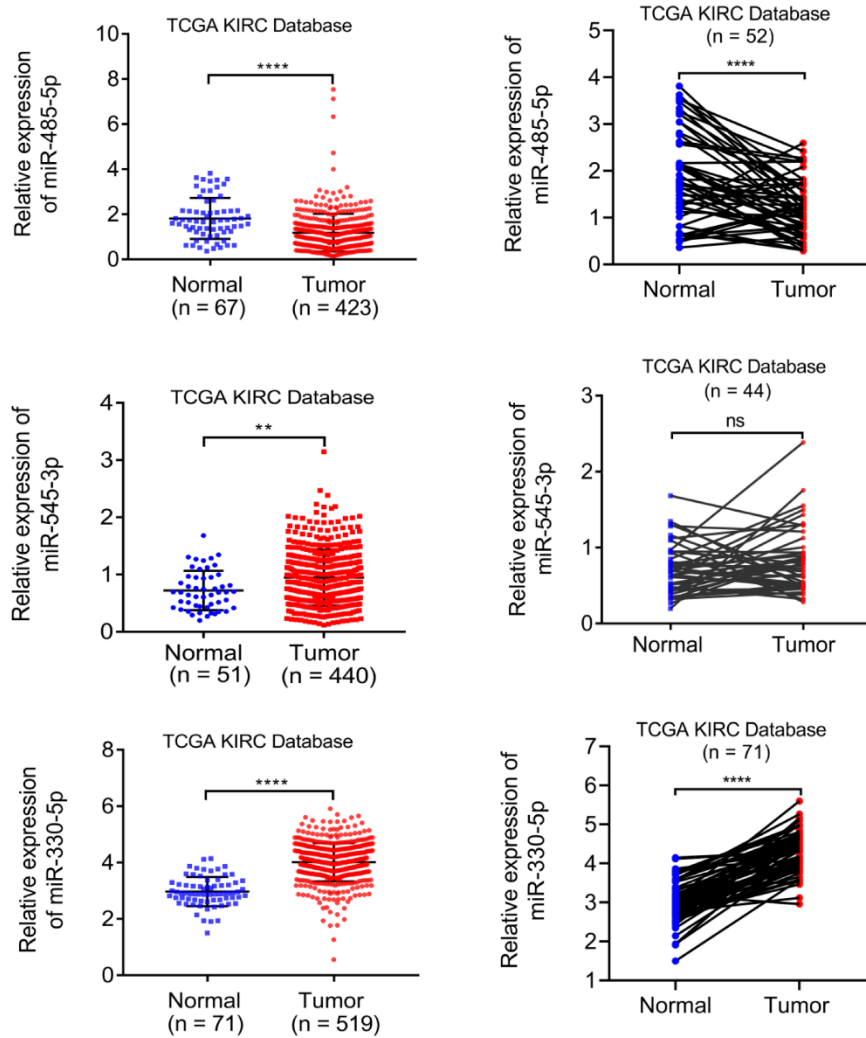 TCGA KIRC Database
Relative expression
of miR-485-5p
10
8
6
4
2
0
****
Normal
(n = 67)
Tumor
(n = 423)
TCGA KIRC Database
(n = 52)
Relative expression of
miR-485-5p
5
4
3
2
1
0
****
Normal
Tumor
TCGA KIRC Database
Relative expression of
miR-545-3p
4
3
2
1
0
**
Normal
(n = 51)
Tumor
(n = 440)
TCGA KIRC Database
(n = 44)
Relative expression of
miR-545-3p
3
2
1
0
ns
Normal
Tumor
TCGA KIRC Database
Relative expression
of miR-330-5p
8
6
4
2
0
****
Normal
(n = 71)
Tumor
(n = 519)
TCGA KIRC Database
(n = 71)
Relative expression of
miR-330-5p
7
6
5
4
3
2
1
****
Normal
Tumor